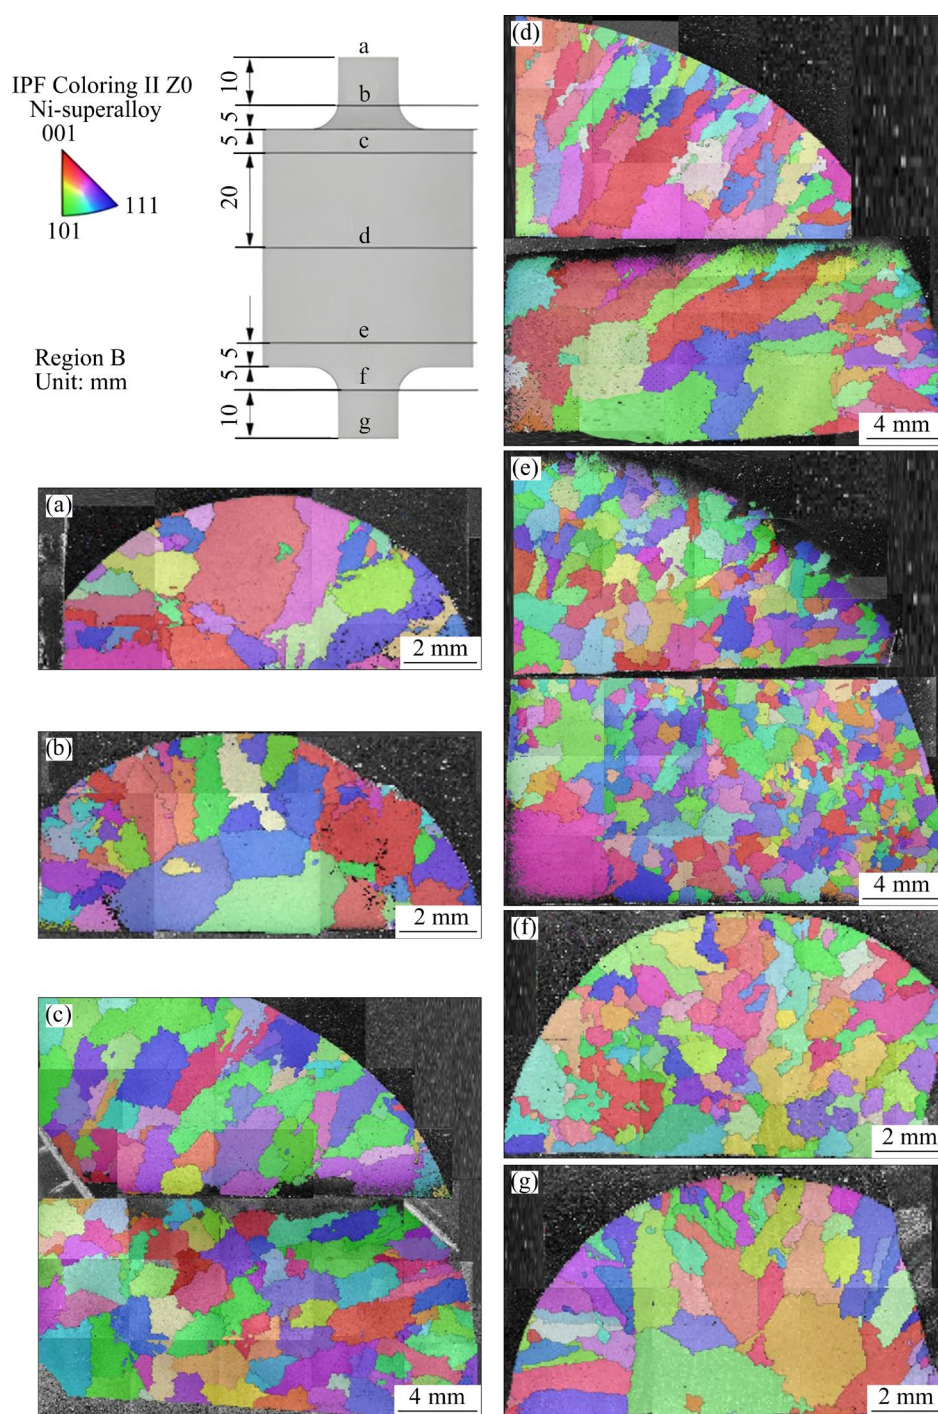 IPF Coloring II Z0
Ni-superalloy
001
111
101
a
10
b
5
5
c
20
d
e
5
5
f
10
g
Region B
Unit: mm
(a)
2 mm
(b)
2 mm
(c)
4 mm
(d)
4 mm
(e)
4 mm
(f)
2 mm
(g)
2 mm